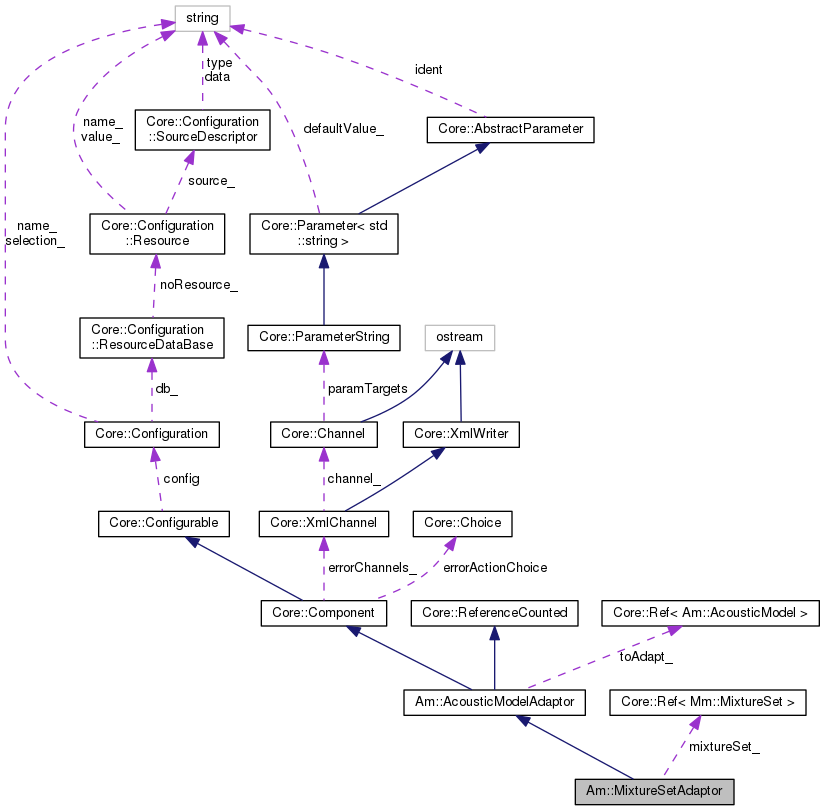 string
type
data
ident
Core::Configuration
::SourceDescriptor
Core::AbstractParameter
name_
value_
defaultValue_
source_
name_
selection_
Core::Configuration
::Resource
Core::Parameter< std
::string >
noResource_
Core::Configuration
::ResourceDataBase
Core::ParameterString
ostream
db_
paramTargets
Core::Configuration
Core::Channel
Core::XmlWriter
config
channel_
Core::Configurable
Core::XmlChannel
Core::Choice
errorChannels_
errorActionChoice
Core::Component
Core::ReferenceCounted
Core::Ref< Am::AcousticModel >
toAdapt_
Am::AcousticModelAdaptor
Core::Ref< Mm::MixtureSet >
mixtureSet_
Am::MixtureSetAdaptor